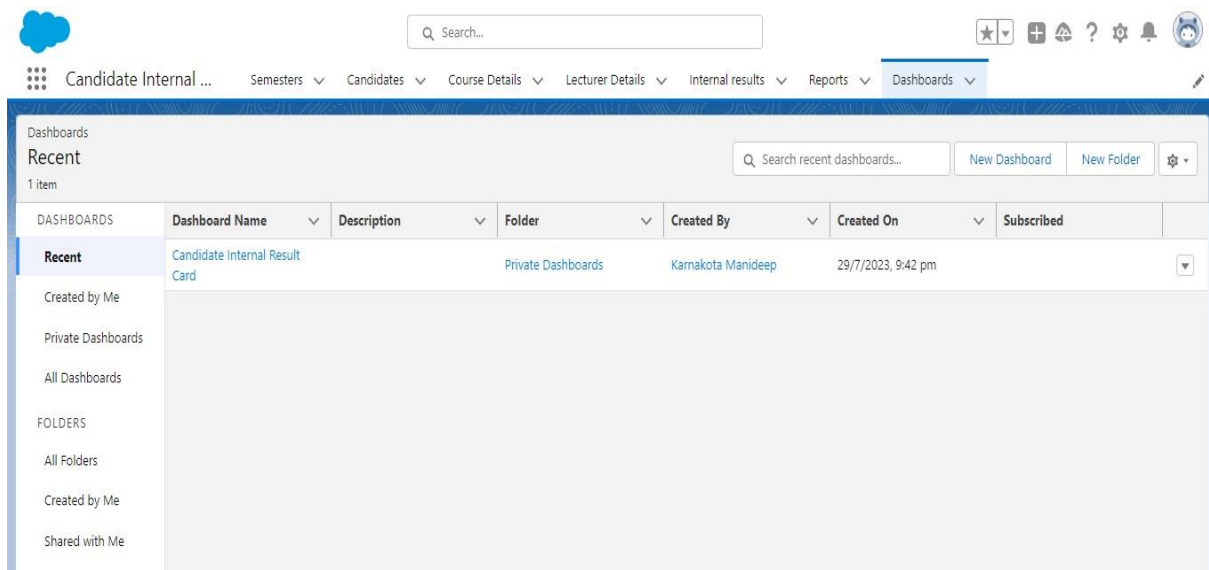 Search...
Candidate Internal ... Semesters Candidates Course Details Lecturer Details Internal results Reports Dashboards
Dashboards
Recent
1 item
Search recent dashboards... New Dashboard New Folder
DASHBOARDS Dashboard Name Description Folder Created By Created On Subscribed
Recent Candidate Internal Result
Card Private Dashboards Karnakota Manideep 29/7/2023, 9:42 pm
Created by Me
Private Dashboards
All Dashboards
FOLDERS
All Folders
Created by Me
Shared with Me